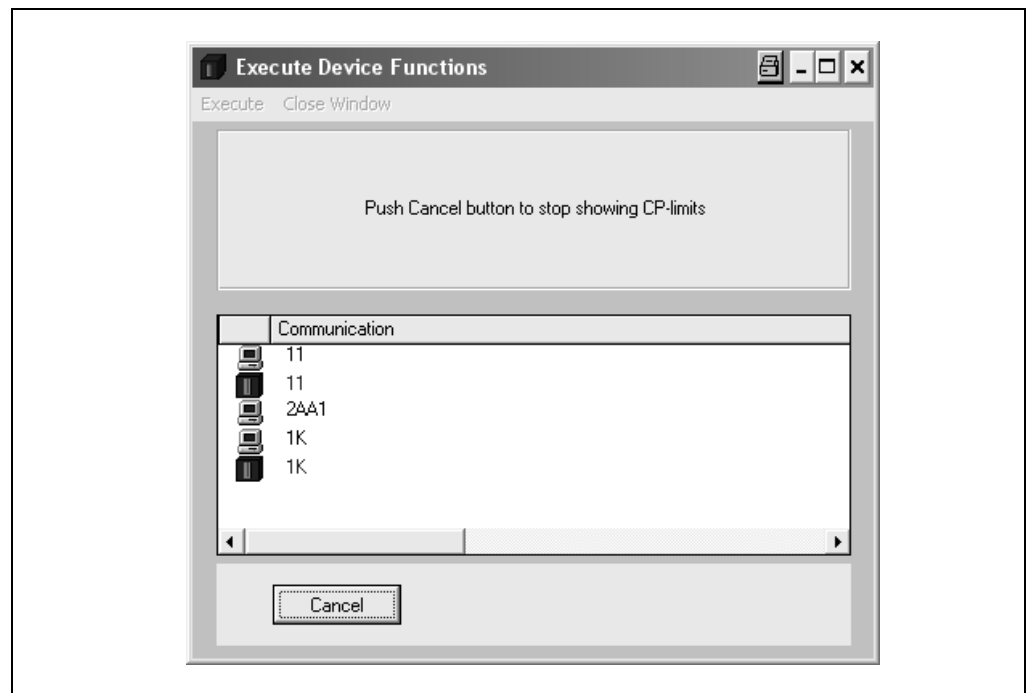 Execute Device Functions
Execute Close Window
Push Cancel button to stop showing CP-limits
Communication
11
11
2AA1
1K
1K
Cancel